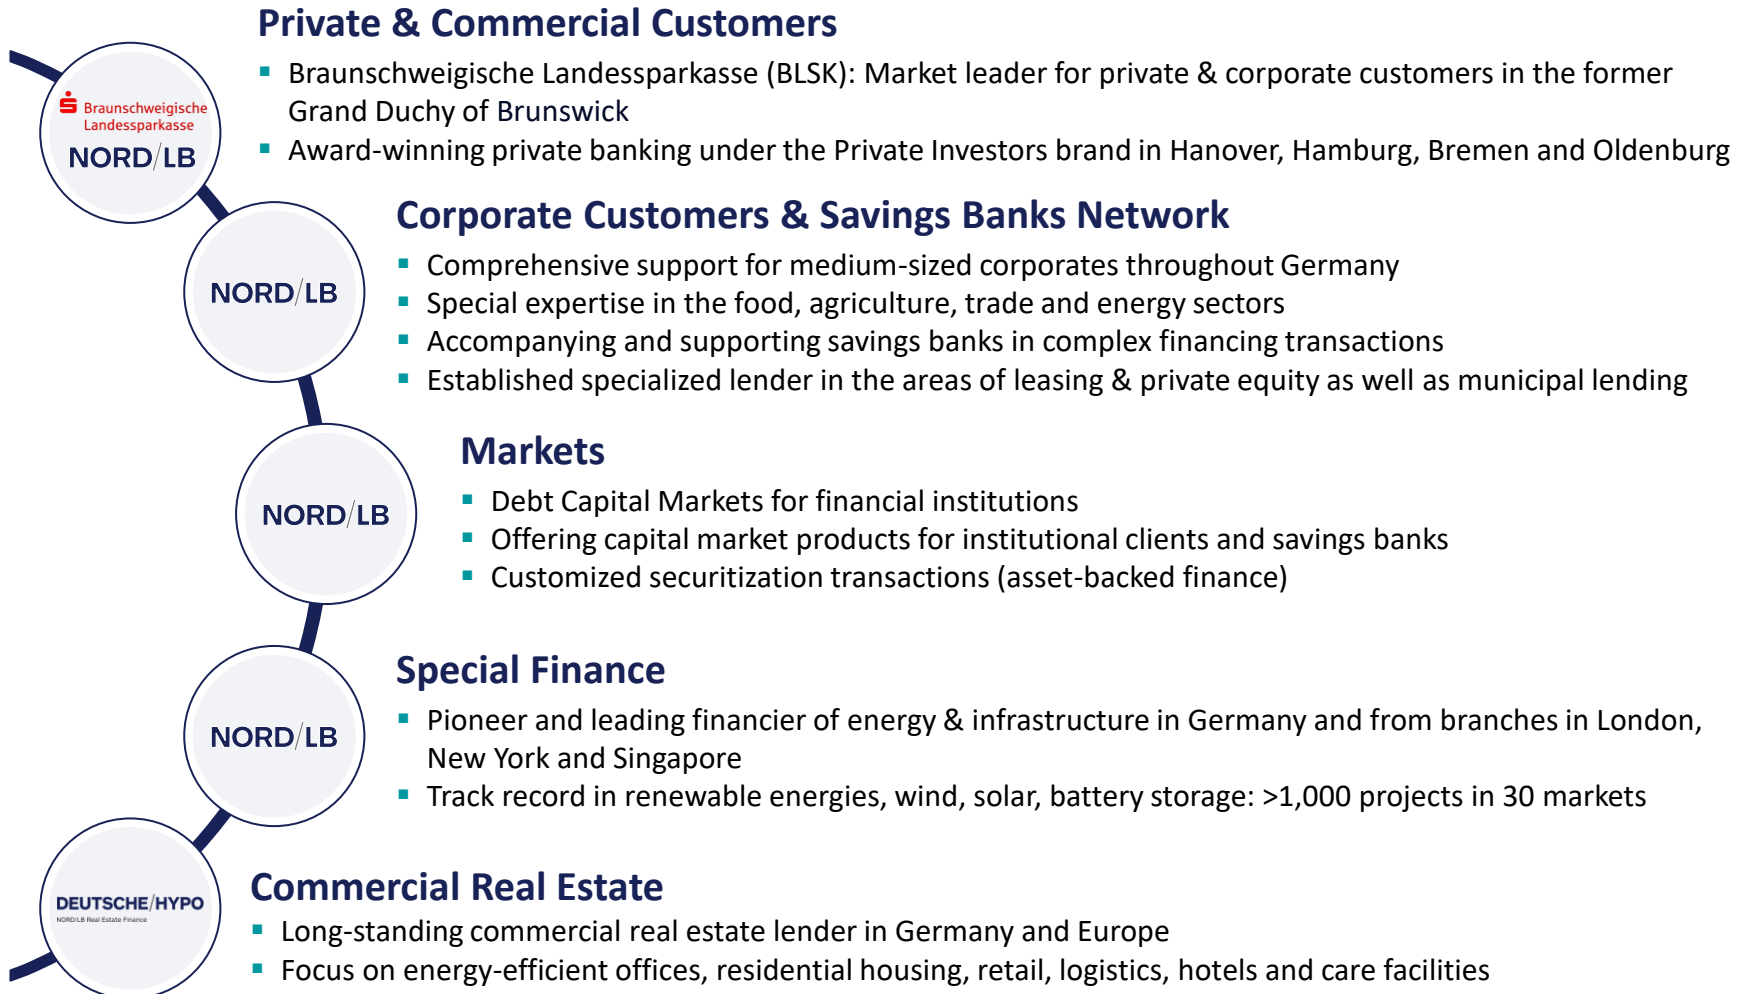 Private & Commercial Customers
▪ Braunschweigische Landessparkasse (BLSK): Market leader for private & corporate customers in the former
Grand Duchy of Brunswick
▪ Award-winning private banking under the Private Investors brand in Hanover, Hamburg, Bremen and Oldenburg
Braunschweigische
Landessparkasse
NORD/LB
Corporate Customers & Savings Banks Network
▪ Comprehensive support for medium-sized corporates throughout Germany
▪ Special expertise in the food, agriculture, trade and energy sectors
▪ Accompanying and supporting savings banks in complex financing transactions
▪ Established specialized lender in the areas of leasing & private equity as well as municipal lending
NORD/LB
Markets
▪ Debt Capital Markets for financial institutions
▪ Offering capital market products for institutional clients and savings banks
▪ Customized securitization transactions (asset-backed finance)
NORD/LB
Special Finance
▪ Pioneer and leading financier of energy & infrastructure in Germany and from branches in London,
New York and Singapore
▪ Track record in renewable energies, wind, solar, battery storage: >1,000 projects in 30 markets
NORD/LB
Commercial Real Estate
▪ Long-standing commercial real estate lender in Germany and Europe
▪ Focus on energy-efficient offices, residential housing, retail, logistics, hotels and care facilities
DEUTSCHE/HYPO
NORD/LB Real Estate Finance